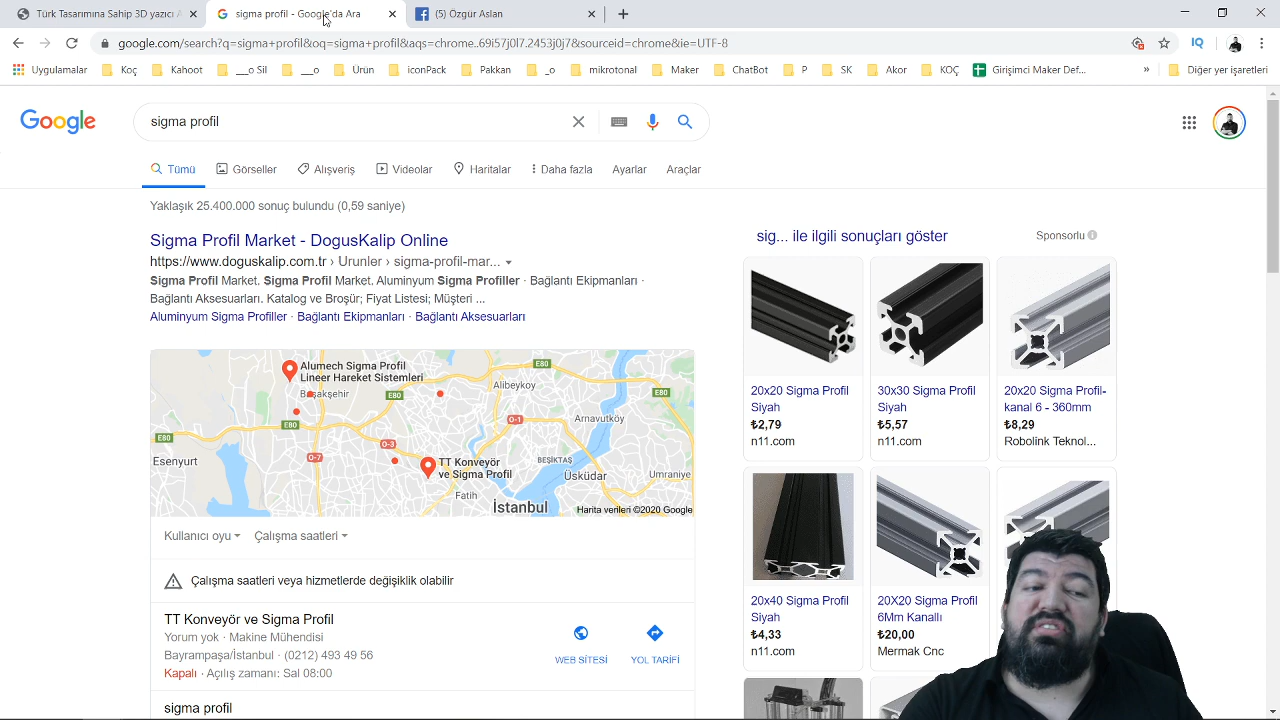 Türk Tasarımına Sahip 3D yazıcı A
sigma profil - Google'da Ara
(5) Özgür Aslan
google.com/search?q=sigma+profil&oq=sigma+profil&aqs=chrome..69i57j0l7.2453j0j7&sourceid=chrome&ie=UTF-8
IQ
Uygulamalar
Koç
Kahoot
___o Sil
___o
Ürün
iconPack
Pakkan
_o
mikrotonal
Maker
ChatBot
P
SK
Akor
KOÇ
Girişimci Maker Def...
»
Diğer yer işaretleri
Google
sigma profil
Tümü
Görseller
Alışveriş
Videolar
Haritalar
Daha fazla
Ayarlar
Araçlar
Yaklaşık 25.400.000 sonuç bulundu (0,59 saniye)
Sigma Profil Market - DogusKalip Online
https://www.doguskalip.com.tr › Urunler › sigma-profil-mar...
Sigma Profil Market. Sigma Profil Market. Aluminyum Sigma Profiller · Bağlantı Ekipmanları ·
Bağlantı Aksesuarları. Katalog ve Broşür; Fiyat Listesi; Müşteri ...
Aluminyum Sigma Profiller · Bağlantı Ekipmanları · Bağlantı Aksesuarları
Alumech Sigma Profil
Lineer Hareket Sistemleri
Başakşehir
E80
Alibeyköy
E80
E80
E80
E80
O-1
Arnavutköy
O-3
O-7
Esenyurt
TT Konveyör
ve Sigma Profil
BEŞİKTAŞ
Üsküdar
Umraniye
Fatih
İstanbul
Harita verileri ©2020 Google
Kullanıcı oyu
Çalışma saatleri
Çalışma saatleri veya hizmetlerde değişiklik olabilir
TT Konveyör ve Sigma Profil
Yorum yok · Makine Mühendisi
Bayrampaşa/İstanbul · (0212) 493 49 56
Kapalı · Açılış zamanı: Sal 08:00
WEB SİTESİ
YOL TARİFİ
sigma profil
sig... ile ilgili sonuçları göster
Sponsorlu
20x20 Sigma Profil
Siyah
₺2,79
n11.com
30x30 Sigma Profil
Siyah
₺5,57
n11.com
20x20 Sigma Profil-
kanal 6 - 360mm
₺8,29
Robolink Teknol...
20x40 Sigma Profil
Siyah
₺4,33
n11.com
20X20 Sigma Profil
6Mm Kanallı
₺20,00
Mermak Cnc